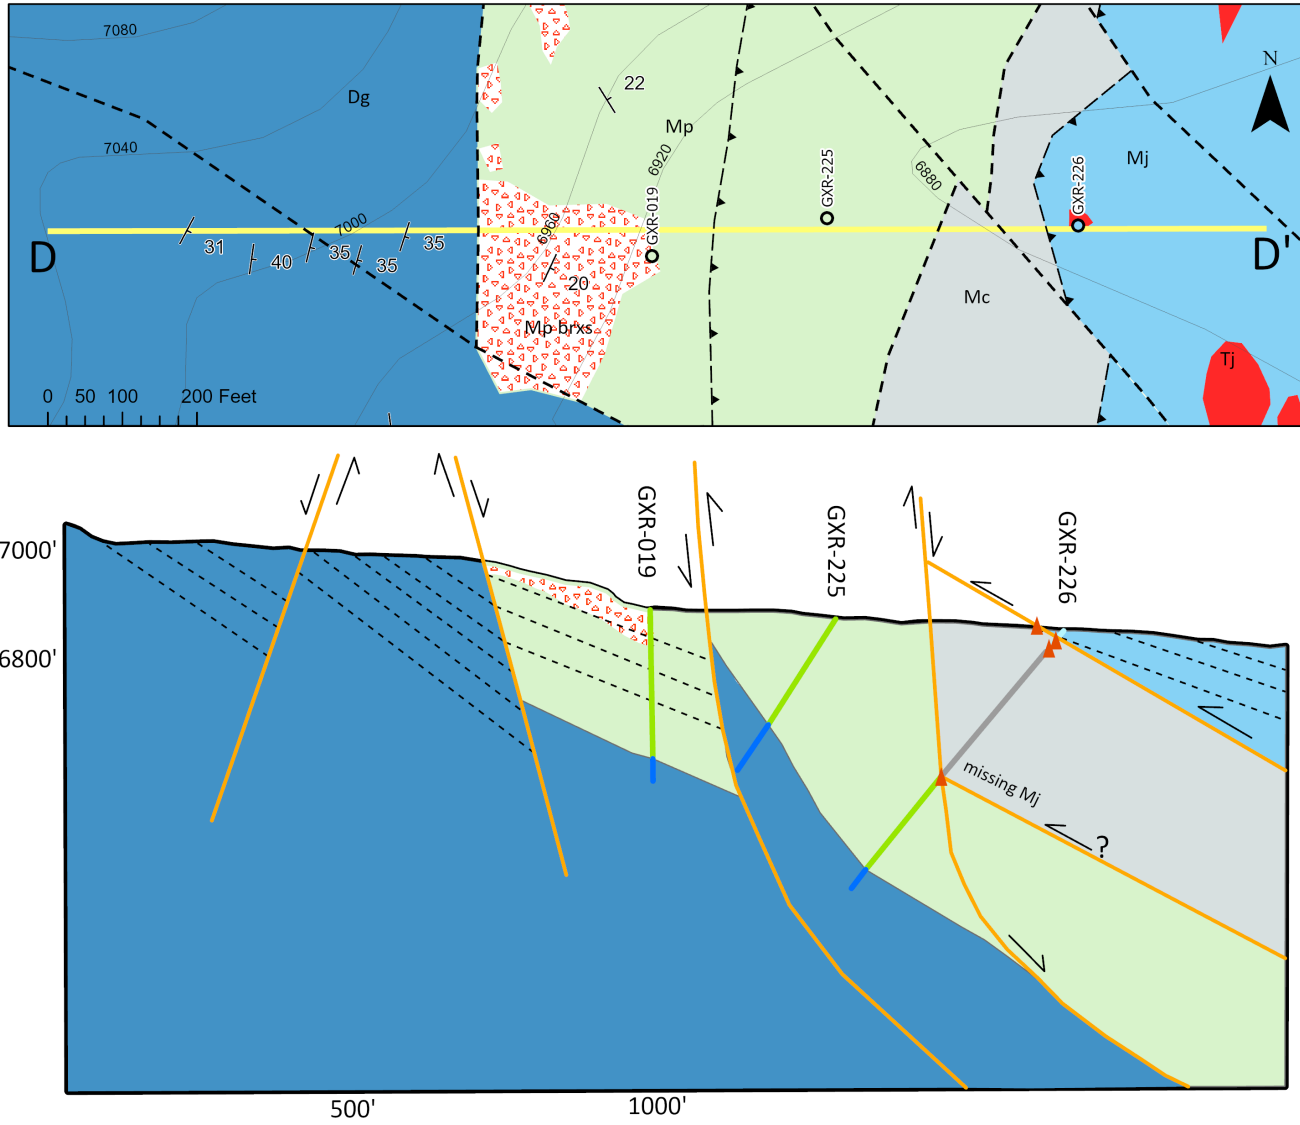 7080
Dg
7040
7000
D
31
40
35
35
35
22
Mp
6920
GXR-019
6960
20
Mp brxs
GXR-225
6880
Mc
GXR-226
Mj
N
D'
Tj
0 50 100 200 Feet
GXR-019
GXR-225
GXR-226
7000'
6800'
missing Mj
?
500'
1000'